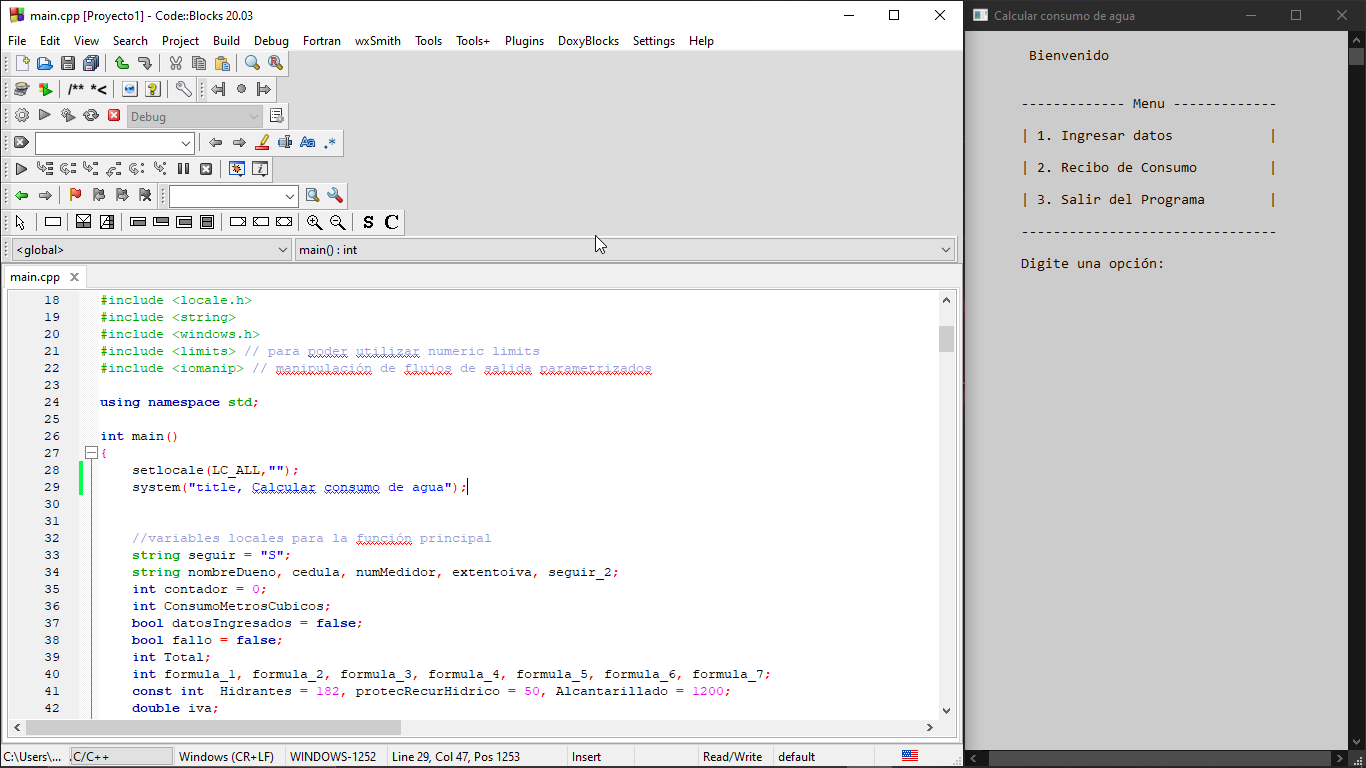 main.cpp [Proyecto1] - Code::Blocks 20.03
File Edit View Search Project Build Debug Fortran wxSmith Tools Tools+ Plugins DoxyBlocks Settings Help
/** *<
Debug
Aa .*
S C
<global>
main() : int
main.cpp
18 #include <locale.h>
19 #include <string>
20 #include <windows.h>
21 #include <limits> // para poder utilizar numeric limits
22 #include <iomanip> // manipulación de flujos de salida parametrizados
23
24 using namespace std;
25
26 int main()
27 {
28 setlocale(LC_ALL,"");
29 system("title, Calcular consumo de agua");
30
31
32 //variables locales para la función principal
33 string seguir = "S";
34 string nombreDueno, cedula, numMedidor, extentoiva, seguir_2;
35 int contador = 0;
36 int ConsumoMetrosCubicos;
37 bool datosIngresados = false;
38 bool fallo = false;
39 int Total;
40 int formula_1, formula_2, formula_3, formula_4, formula_5, formula_6, formula_7;
41 const int  Hidrantes = 182, protecRecurHidrico = 50, Alcantarillado = 1200;
42 double iva;
C:\Users\... C/C++ Windows (CR+LF) WINDOWS-1252 Line 29, Col 47, Pos 1253 Insert Read/Write default
Calcular consumo de agua
Bienvenido
------------- Menu -------------
| 1. Ingresar datos |
| 2. Recibo de Consumo |
| 3. Salir del Programa |
--------------------------------
Digite una opción: